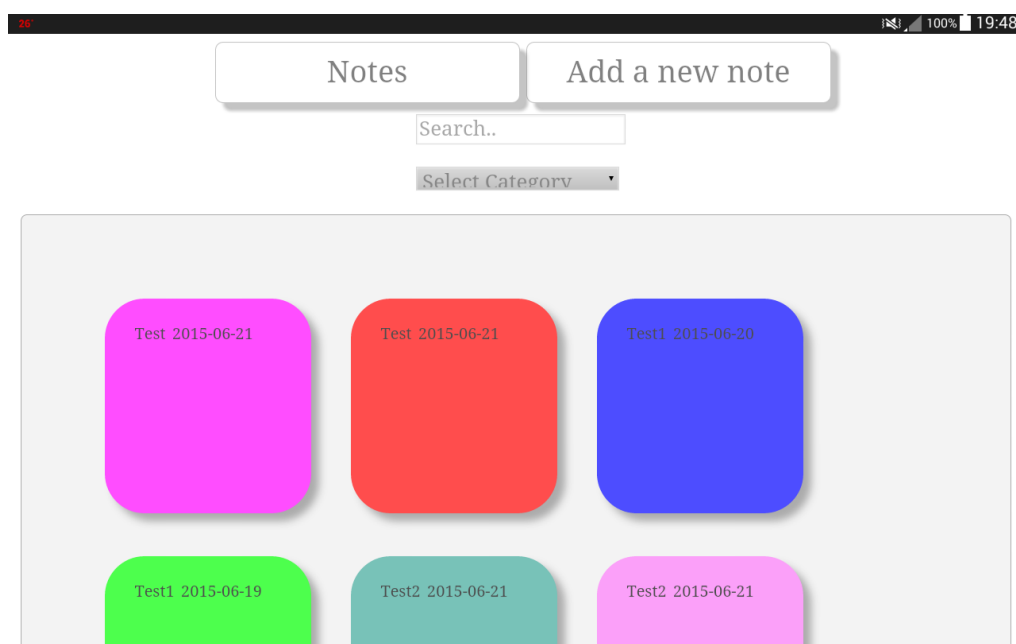 26° 100% 19:48
Notes Add a new note
Search..
Select Category
Test 2015-06-21 Test 2015-06-21 Test1 2015-06-20
Test1 2015-06-19 Test2 2015-06-21 Test2 2015-06-21